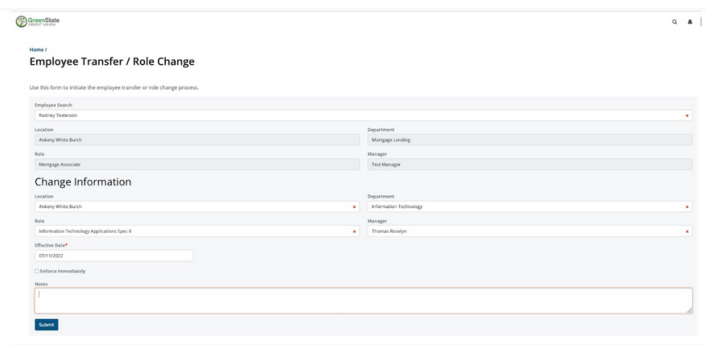 GreenState
CREDIT UNION
Home /
Employee Transfer / Role Change
Use this form to initiate the employee transfer or role change process.
Employee Search
Rodney Testerson
Location
Department
Ankeny White Burch
Mortgage Lending
Role
Manager
Mortgage Associate
Test Manager
Change Information
Location
Department
Ankeny White Burch
Information Technology
Role
Manager
Information Technology Applications Spec II
Thomas Roselyn
Effective Date*
07/11/2022
Enforce Immediately
Notes
Submit